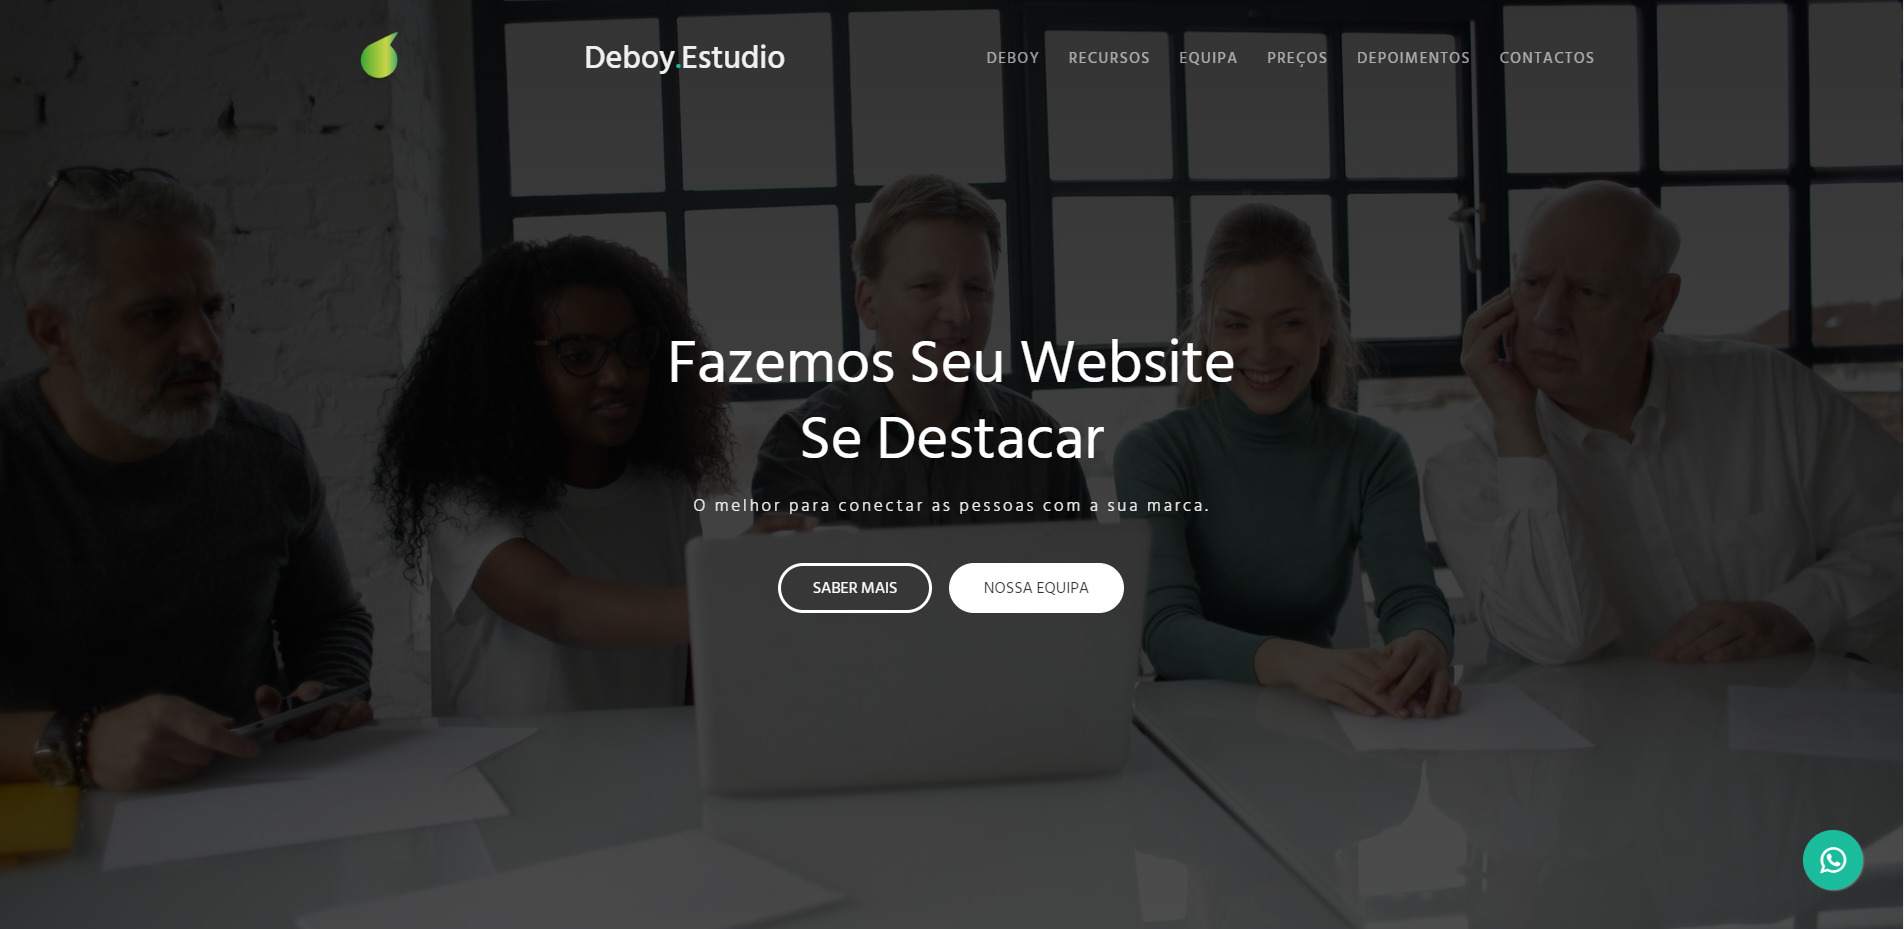 Deboy.Estudio
DEBOY RECURSOS EQUIPA PREÇOS DEPOIMENTOS CONTACTOS
Fazemos Seu Website
Se Destacar
O melhor para conectar as pessoas com a sua marca.
SABER MAIS NOSSA EQUIPA